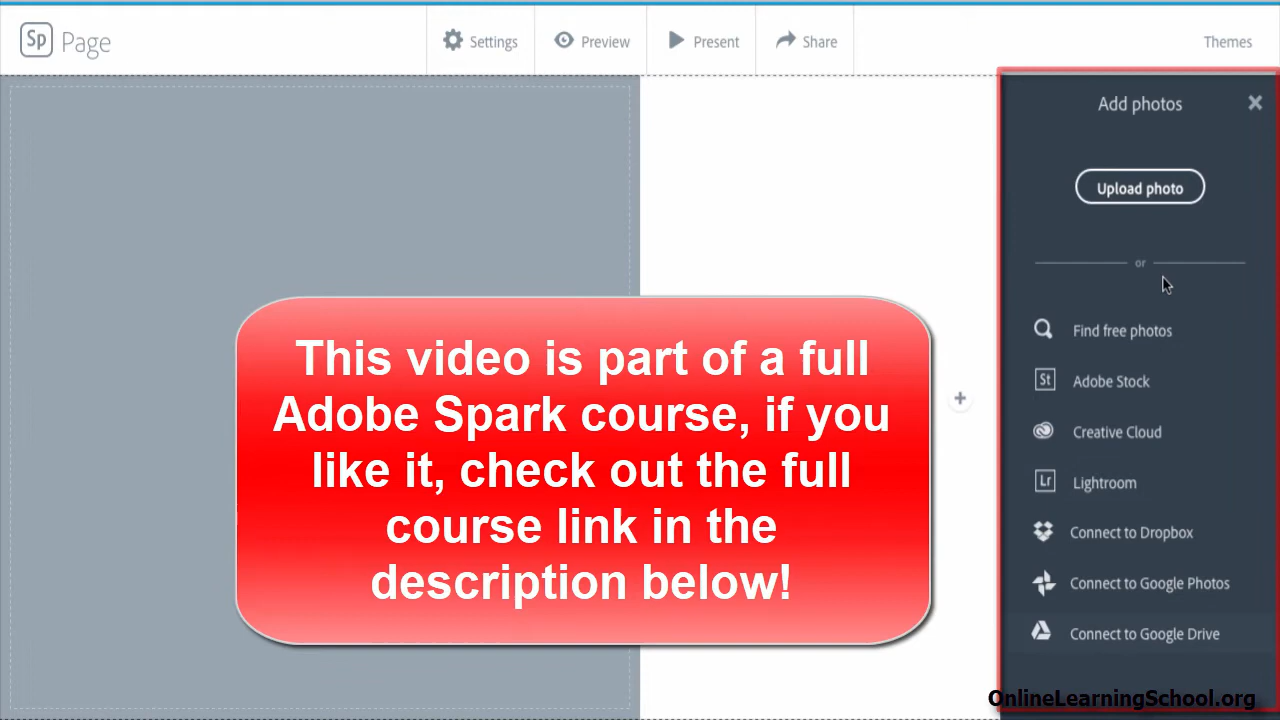 Sp Page
Settings
Preview
Present
Share
Themes
Add photos
Upload photo
or
Find free photos
St Adobe Stock
Creative Cloud
Lr Lightroom
Connect to Dropbox
Connect to Google Photos
Connect to Google Drive
This video is part of a full
Adobe Spark course, if you
like it, check out the full
course link in the
description below!
OnlineLearningSchool.org